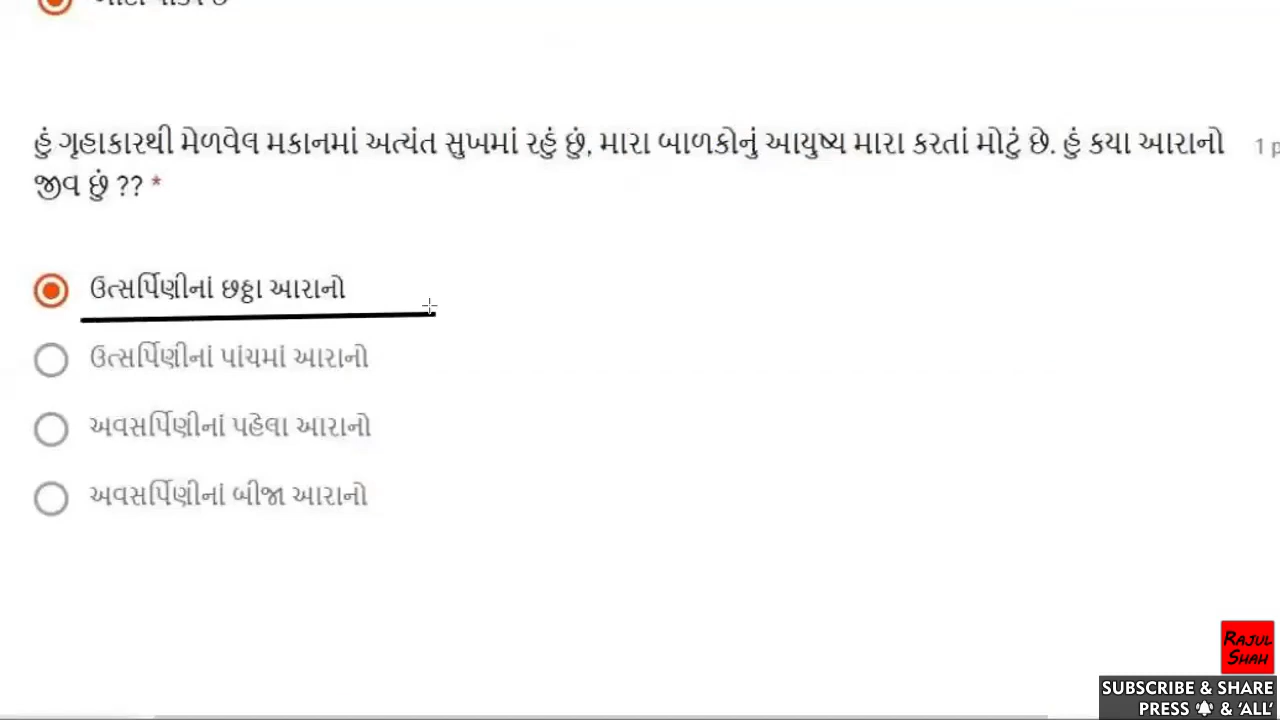 હું ગૃહાકારથી મેળવેલ મકાનમાં અત્યંત સુખમાં રહું છું, મારા બાળકોનું આયુષ્ય મારા કરતાં મોટું છે. હું કયા આરાનો
1 p
જીવ છું ?? *
ઉત્સર્પિણીનાં છઠ્ઠા આરાનો
ઉત્સર્પિણીનાં પાંચમાં આરાનો
અવસર્પિણીનાં પહેલા આરાનો
અવસર્પિણીનાં બીજા આરાનો
RAJUL
SHAH
SUBSCRIBE & SHARE
PRESS 🔔 & 'ALL'